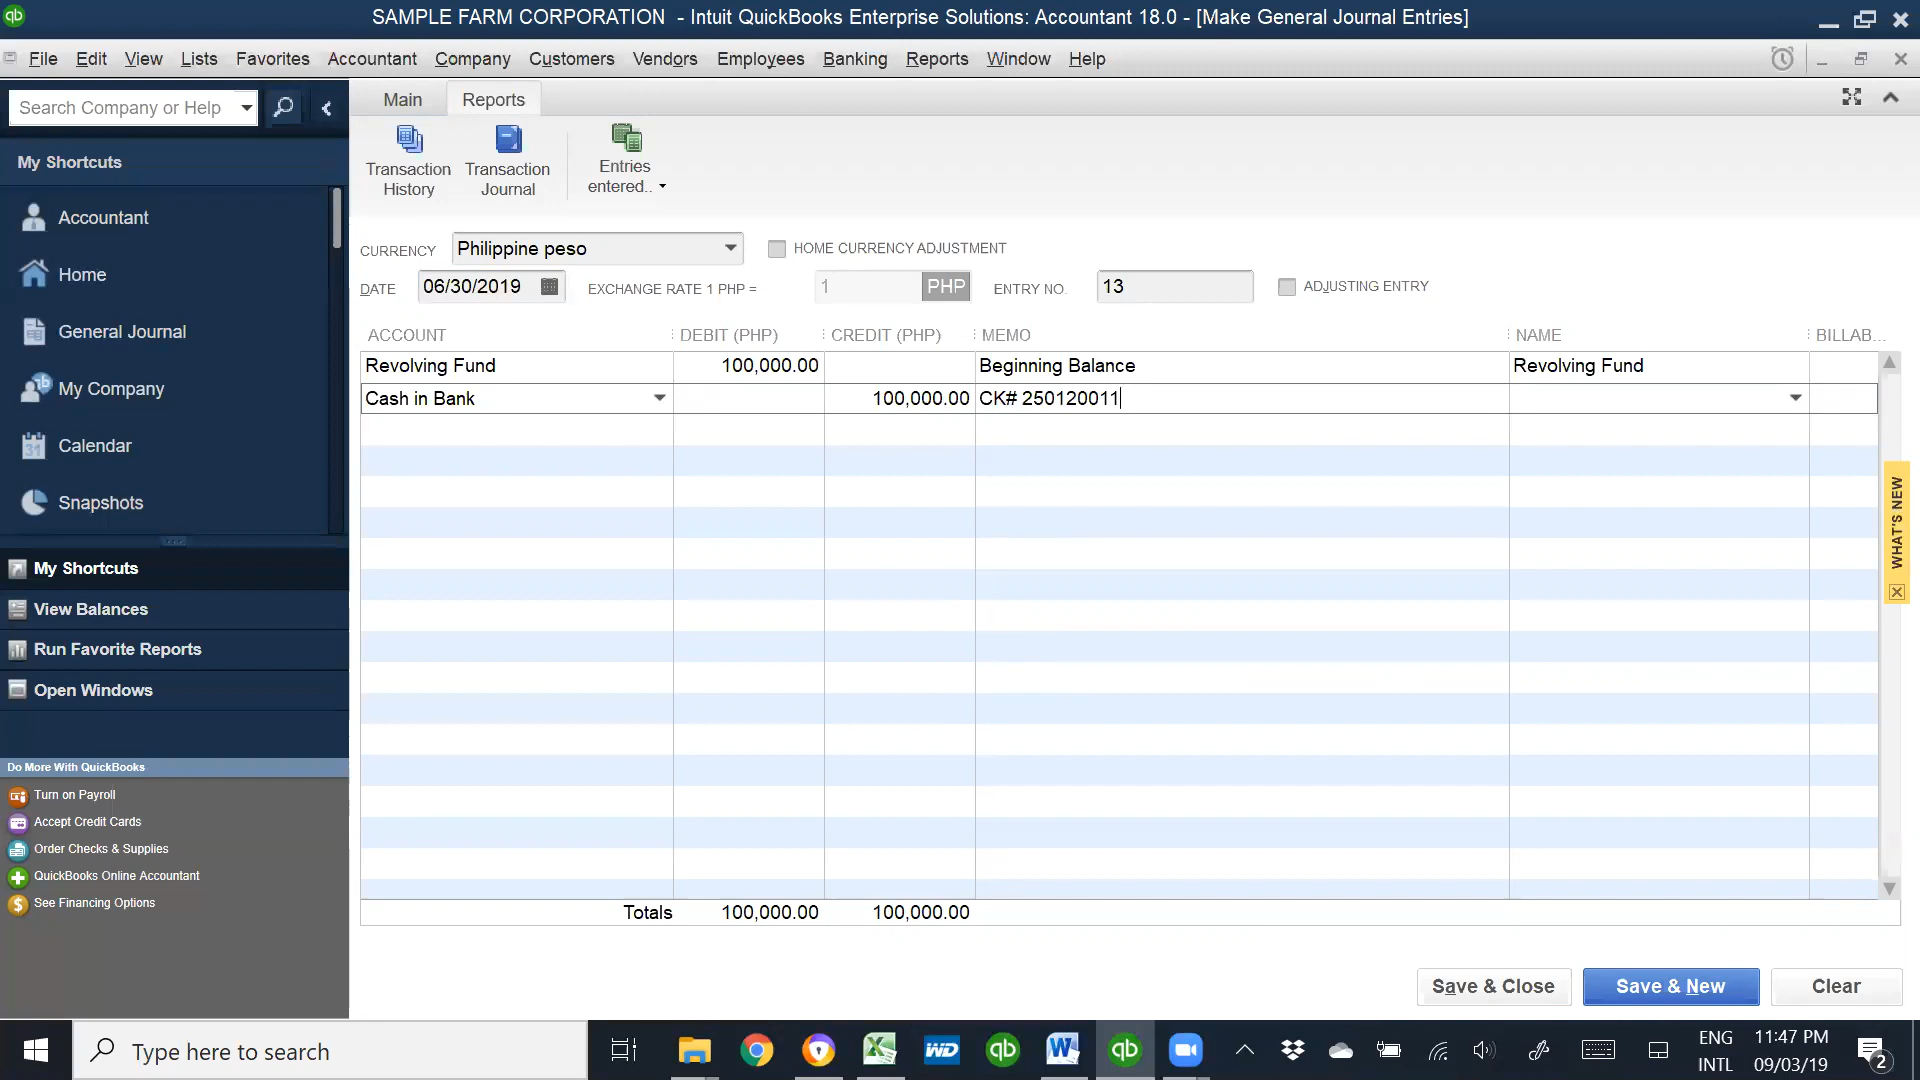 qb
SAMPLE FARM CORPORATION - Intuit QuickBooks Enterprise Solutions: Accountant 18.0 - [Make General Journal Entries]
File Edit View Lists Favorites Accountant Company Customers Vendors Employees Banking Reports Window Help
Search Company or Help
Main Reports
Transaction History
Transaction Journal
Entries entered..
My Shortcuts
Accountant
Home
General Journal
My Company
Calendar
Snapshots
My Shortcuts
View Balances
Run Favorite Reports
Open Windows
Do More With QuickBooks
Turn on Payroll
Accept Credit Cards
Order Checks & Supplies
QuickBooks Online Accountant
See Financing Options
CURRENCY Philippine peso HOME CURRENCY ADJUSTMENT
DATE 06/30/2019 EXCHANGE RATE 1 PHP = 1 PHP ENTRY NO. 13 ADJUSTING ENTRY
ACCOUNT DEBIT (PHP) CREDIT (PHP) MEMO NAME BILLAB...
Revolving Fund 100,000.00 Beginning Balance Revolving Fund
Cash in Bank 100,000.00 CK# 250120011
WHAT'S NEW
Totals 100,000.00 100,000.00
Save & Close Save & New Clear
Type here to search
WD qb W qb
ENG
INTL
11:47 PM
09/03/19
2